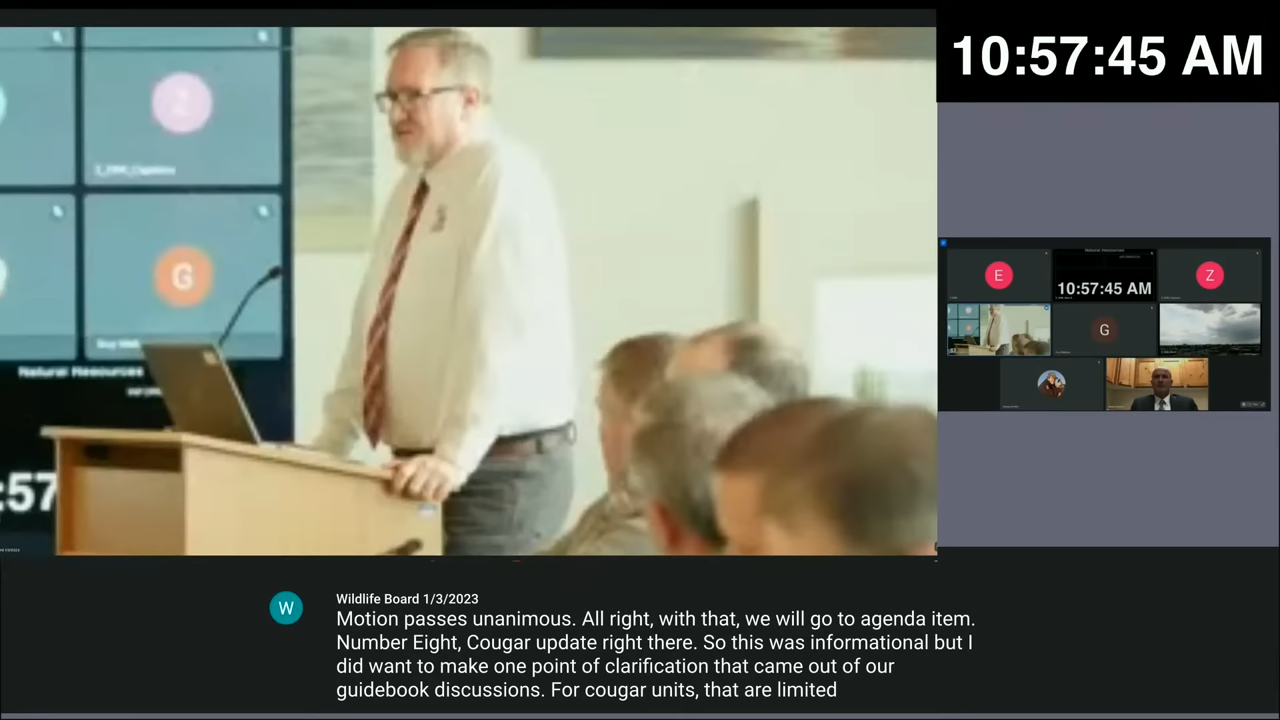 10:57:45 AM
Z
G
Natural Resources
:57
E
10:57:45 AM
Z
G
W
Wildlife Board 1/3/2023
Motion passes unanimous. All right, with that, we will go to agenda item.
Number Eight, Cougar update right there. So this was informational but I
did want to make one point of clarification that came out of our
guidebook discussions. For cougar units, that are limited